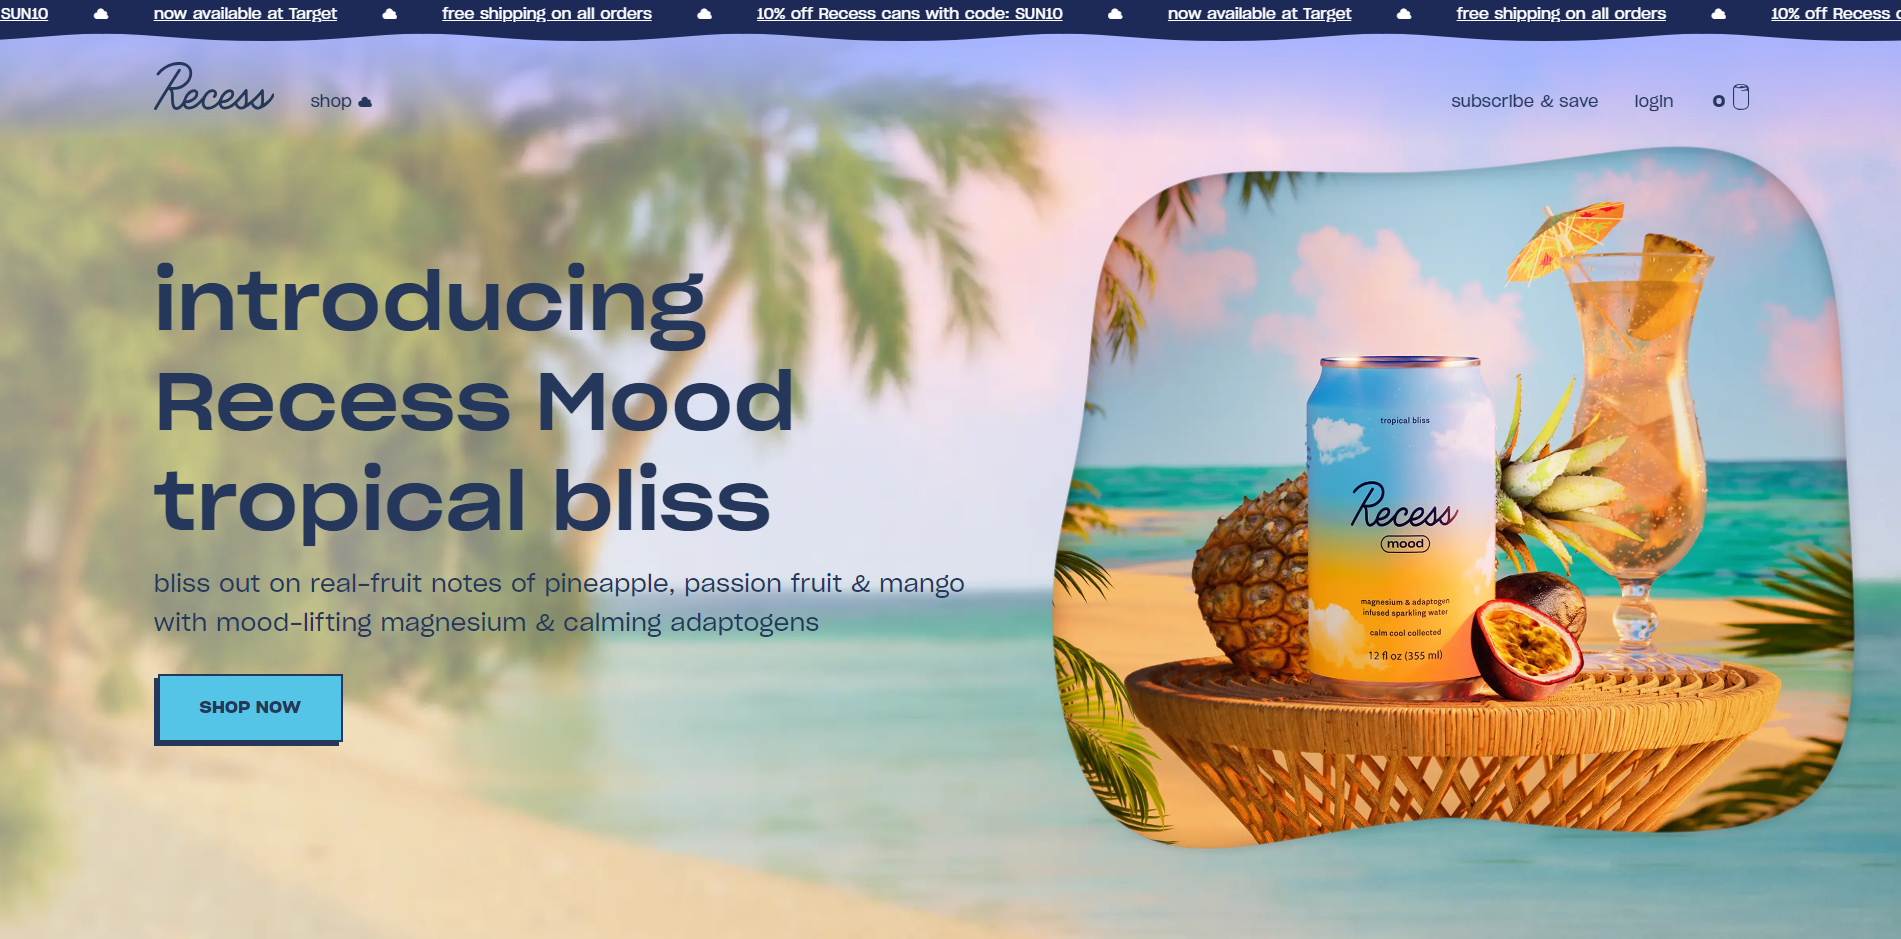 SUN10 now available at Target free shipping on all orders 10% off Recess cans with code: SUN10 now available at Target free shipping on all orders 10% off Recess
Recess shop subscribe & save login 0
introducing
Recess Mood
tropical bliss
bliss out on real-fruit notes of pineapple, passion fruit & mango
with mood-lifting magnesium & calming adaptogens
SHOP NOW
tropical bliss
Recess
mood
magnesium & adaptogen
infused sparkling water
calm cool collected
12 fl oz (355 ml)